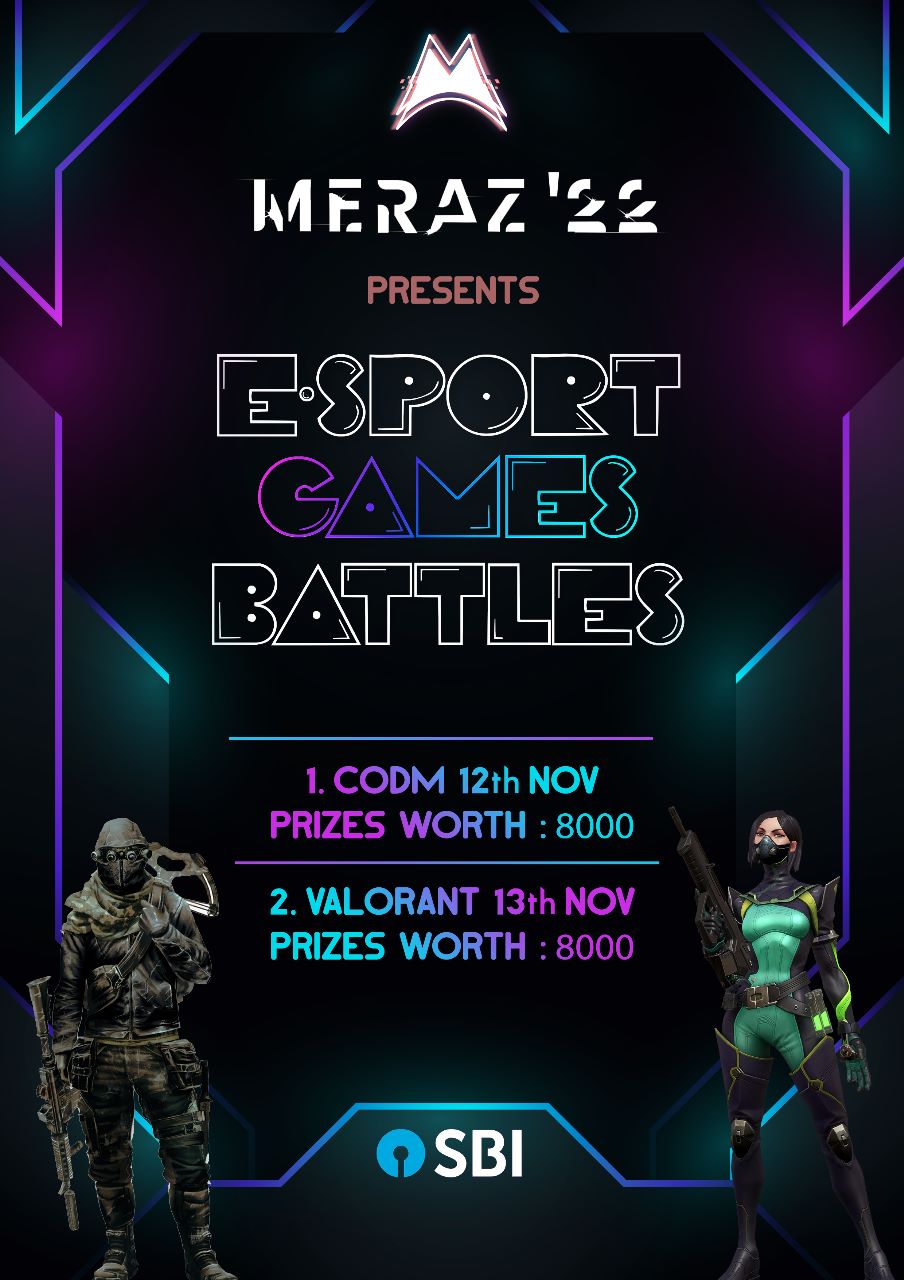 MERAZ'22
PRESENTS
E·SPORT
GAMES
BATTLES
1. CODM 12th NOV
PRIZES WORTH : 8000
2. VALORANT 13th NOV
PRIZES WORTH : 8000
SBI